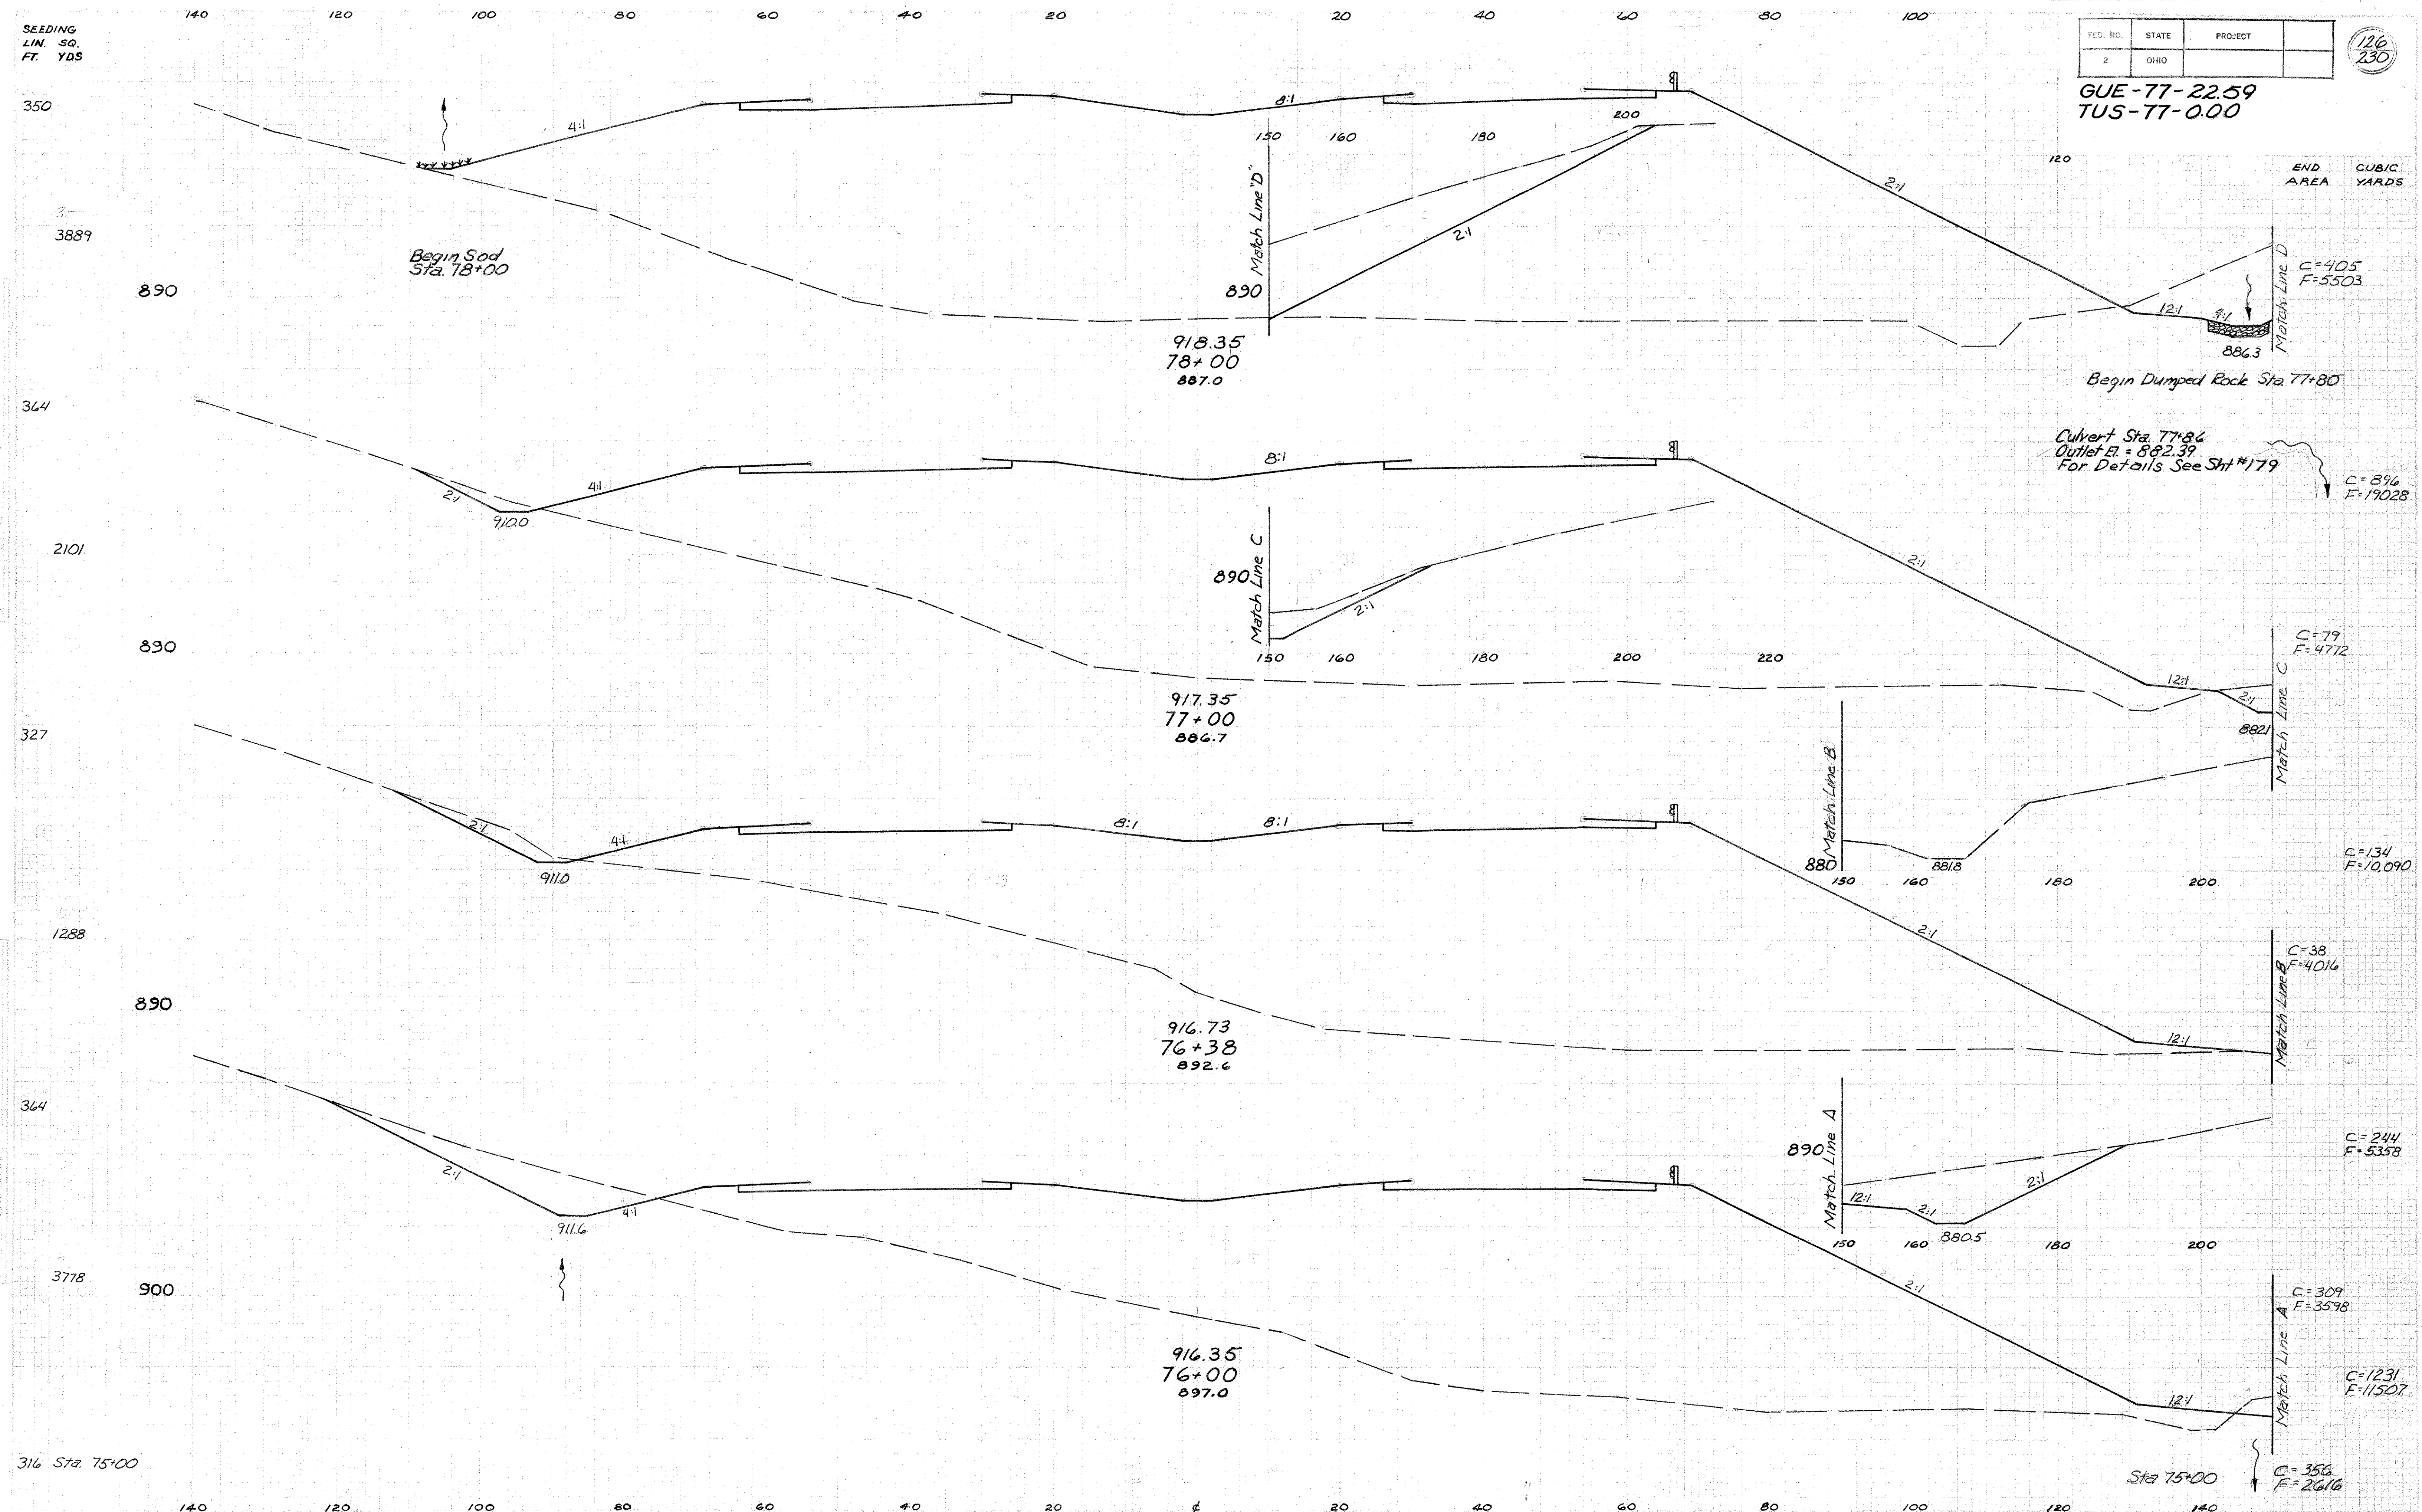 140 120 100 80 60 40 20 20 40 60 80 100
SEEDING
LIN. SQ.
FT. YDS
FED. RD. STATE PROJECT
2 OHIO
126
230
GUE-77-22.59
TUS-77-0.00
END CUBIC
AREA YARDS
350
4:1
8:1
200
150 160 180
120
2:1
Match Line "D"
2:1
3889
Begin Sod
Sta. 78+00
890
890
C=405
F=5503
Match Line D
12:1
4:1
886.3
918.35
78+00
887.0
Begin Dumped Rock Sta. 77+80
364
Culvert Sta. 77+86
Outlet El. = 882.39
For Details See Sht #179
C=896
F=19028
2:1
910.0
4:1
8:1
2:1
2101
Match Line C
890
2:1
150 160 180 200 220
890
C=79
F=4772
12:1
2:1
882.1
Match Line C
917.35
77+00
886.7
327
Match Line B
2:1
911.0
4:1
8:1
8:1
880
881.8
150 160 180 200
C=134
F=10,090
2:1
1288
C=38
F=4016
890
12:1
Match Line B
916.73
76+38
892.6
364
Match Line A
890
C=244
F=5358
2:1
911.6
4:1
12:1
2:1
880.5
2:1
150 160 180 200
2:1
3778
900
C=309
F=3598
Match Line A
12:1
916.35
76+00
897.0
C=1231
F=11507
316 Sta. 75+00
Sta 75+00
C=356
F=2616
140 120 100 80 60 40 20 ℄ 20 40 60 80 100 120 140